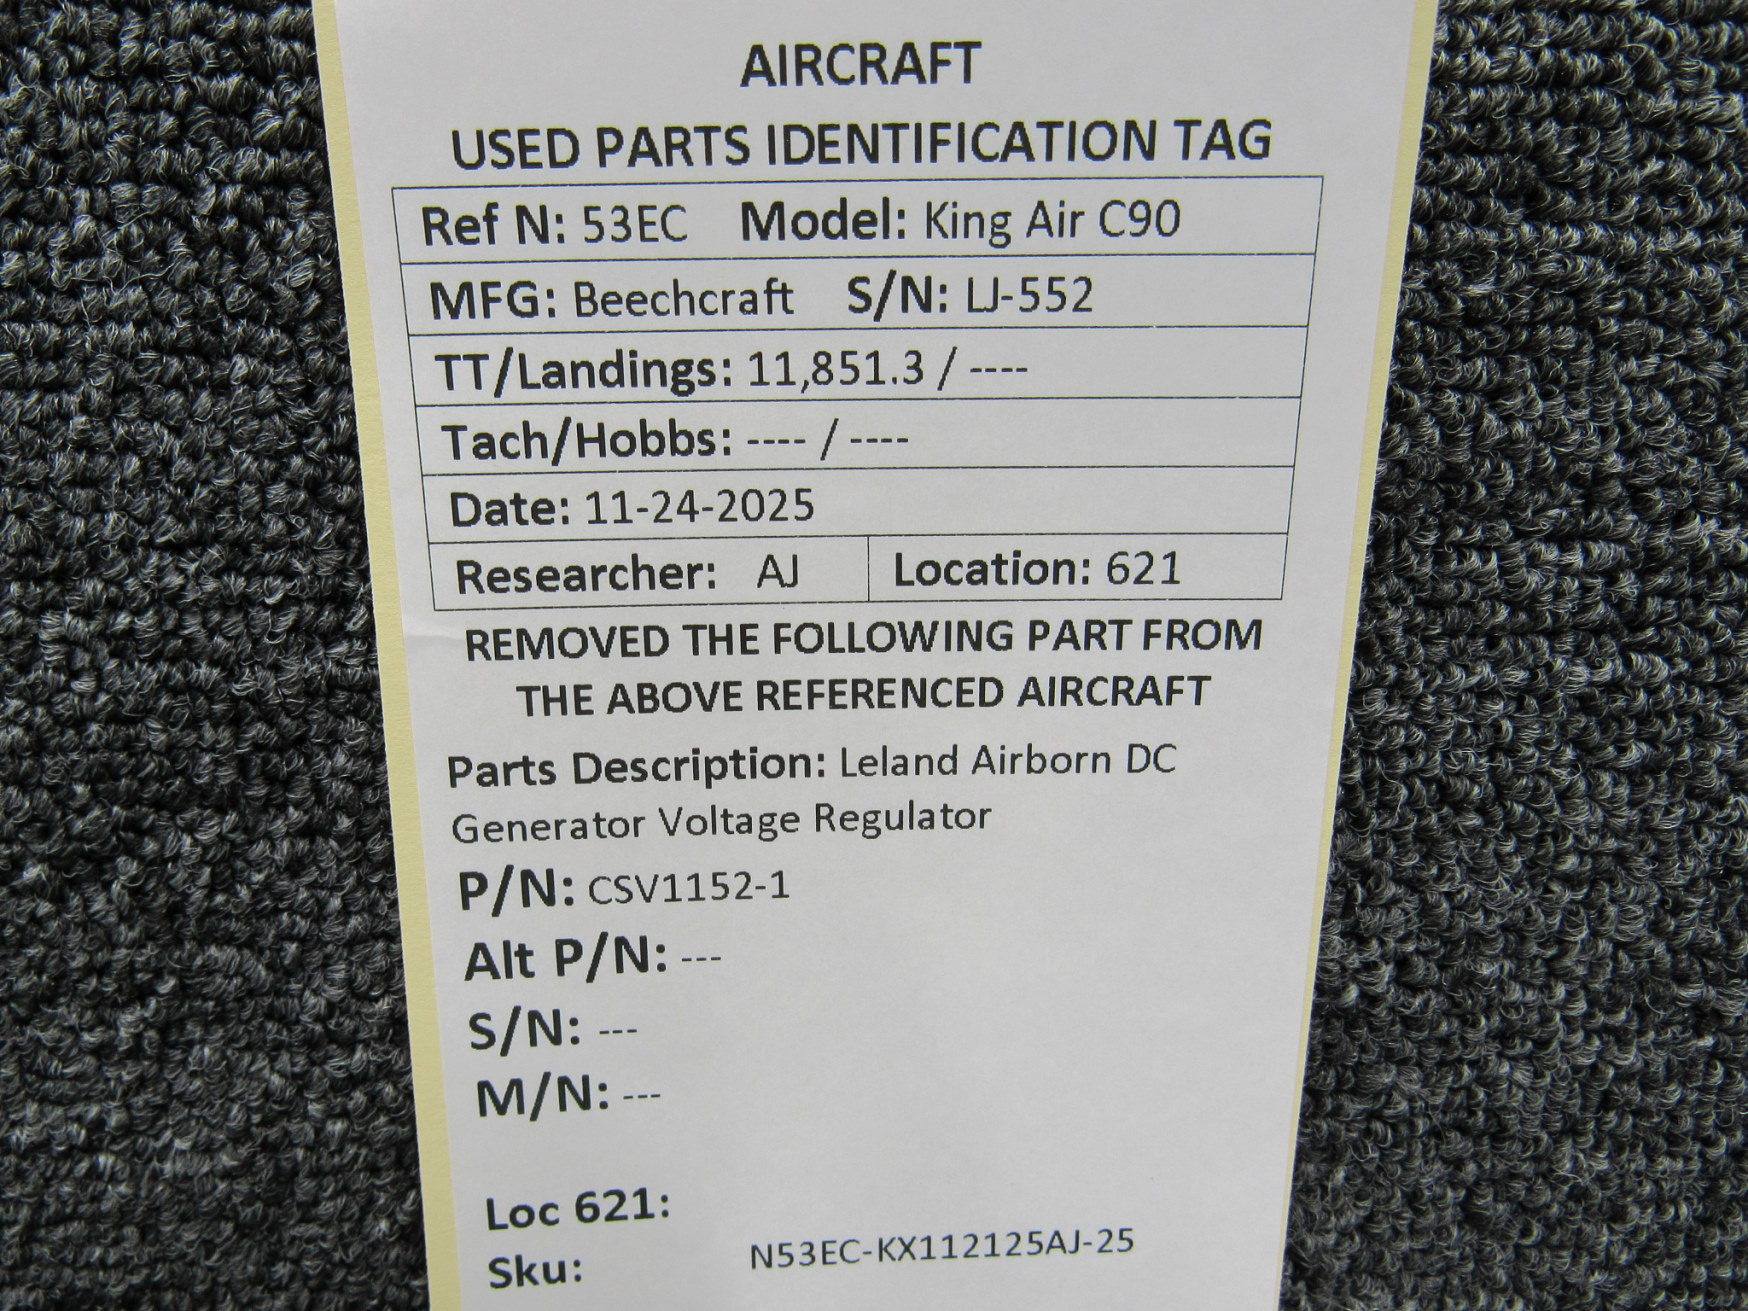 AIRCRAFT
USED PARTS IDENTIFICATION TAG
Ref N: 53EC Model: King Air C90
MFG: Beechcraft S/N: LJ-552
TT/Landings: 11,851.3 / ----
Tach/Hobbs: ---- / ----
Date: 11-24-2025
Researcher: AJ Location: 621
REMOVED THE FOLLOWING PART FROM
THE ABOVE REFERENCED AIRCRAFT
Parts Description: Leland Airborn DC
Generator Voltage Regulator
P/N: CSV1152-1
Alt P/N: ---
S/N: ---
M/N: ---
Loc 621:
Sku: N53EC-KX112125AJ-25